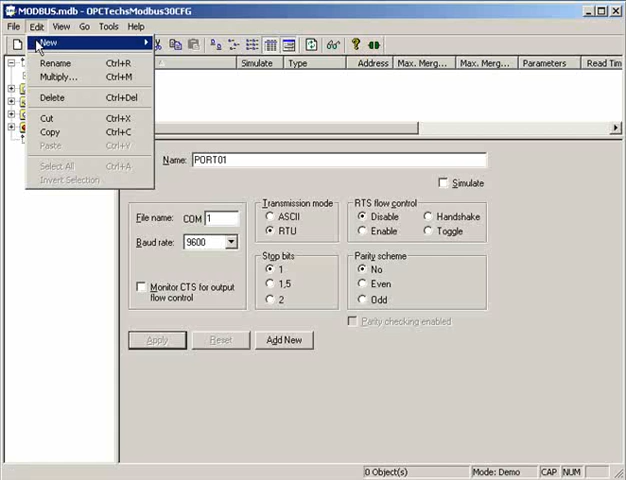 MODBUS.mdb - OPCTechsModbus30CFG
File Edit View Go Tools Help
New
Rename Ctrl+R
Multiply... Ctrl+M
Delete Ctrl+Del
Cut Ctrl+X
Copy Ctrl+C
Paste Ctrl+V
Select All Ctrl+A
Invert Selection
Simulate Type Address Max. Merg... Max. Merg... Parameters Read Tim
Name: PORT01
Simulate
File name: COM 1
Baud rate: 9600
Monitor CTS for output
flow control
Transmission mode
ASCII
RTU
Stop bits
1
1,5
2
RTS flow control
Disable Handshake
Enable Toggle
Parity scheme
No
Even
Odd
Parity checking enabled
Apply Reset Add New
0 Object(s) Mode: Demo CAP NUM